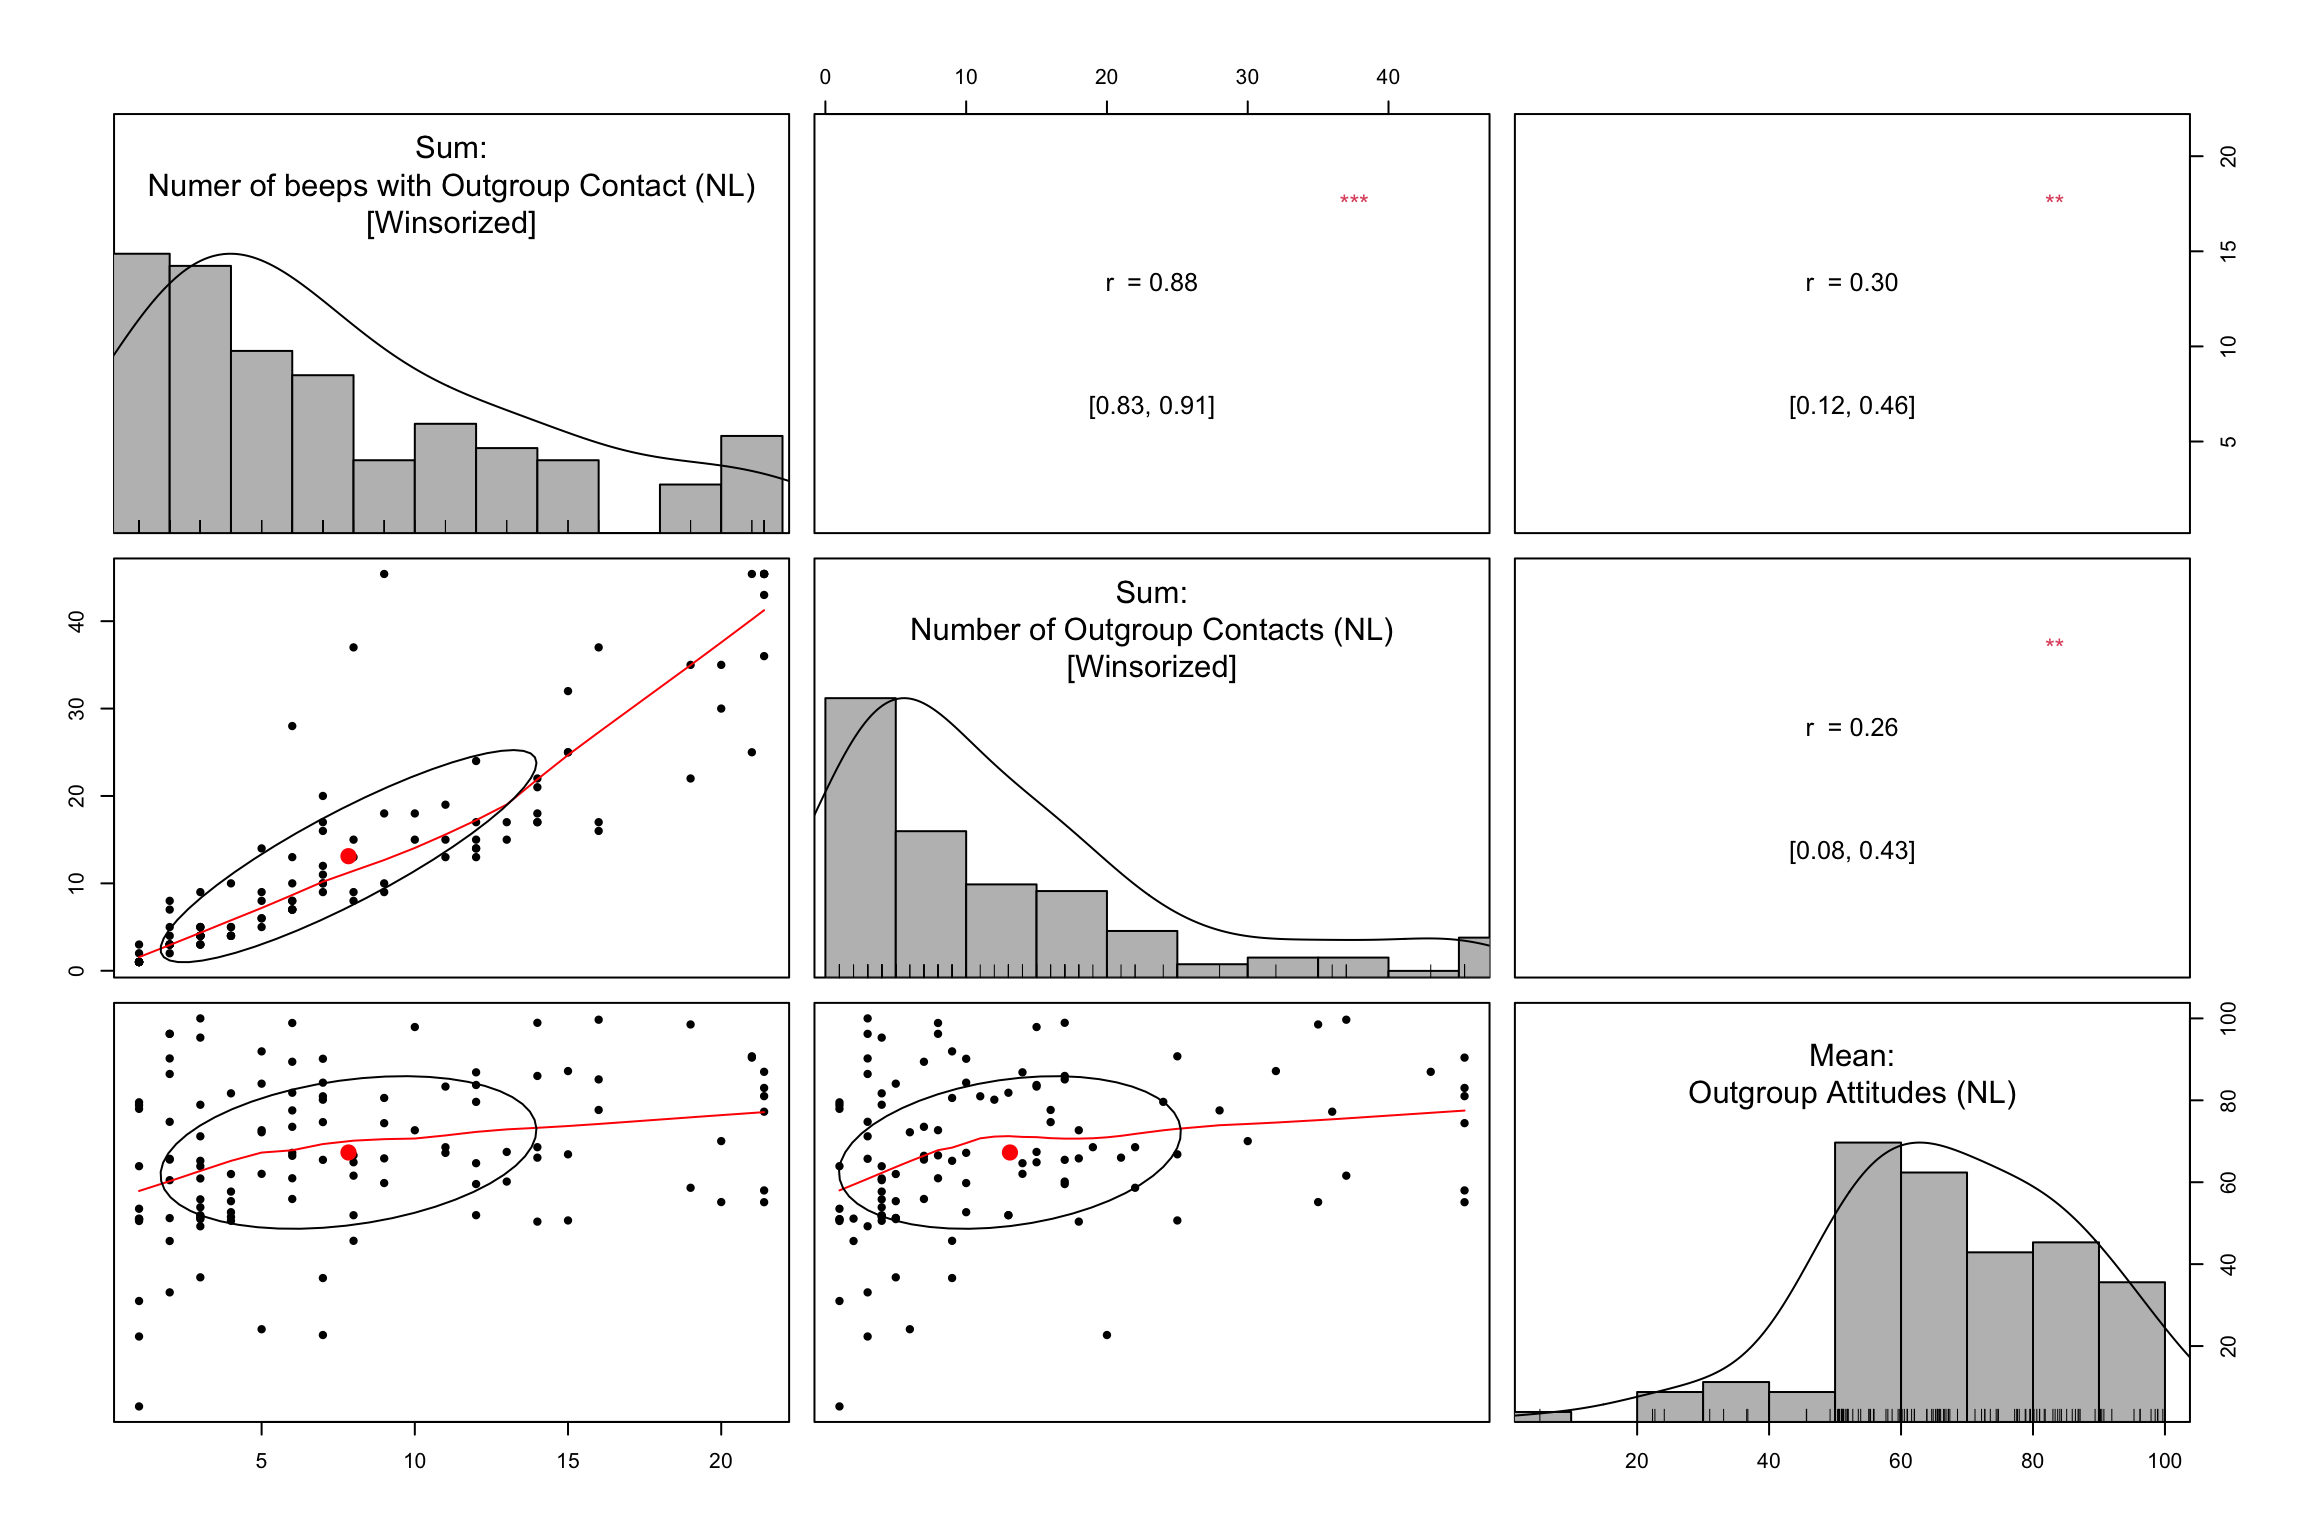 0 10 20 30 40
Sum:
Numer of beeps with Outgroup Contact (NL)
[Winsorized]
***
r = 0.88
[0.83, 0.91]
**
r = 0.30
[0.12, 0.46]
20
15
10
5
40
30
20
10
0
Sum:
Number of Outgroup Contacts (NL)
[Winsorized]
**
r = 0.26
[0.08, 0.43]
Mean:
Outgroup Attitudes (NL)
100
80
60
40
20
5 10 15 20
20 40 60 80 100